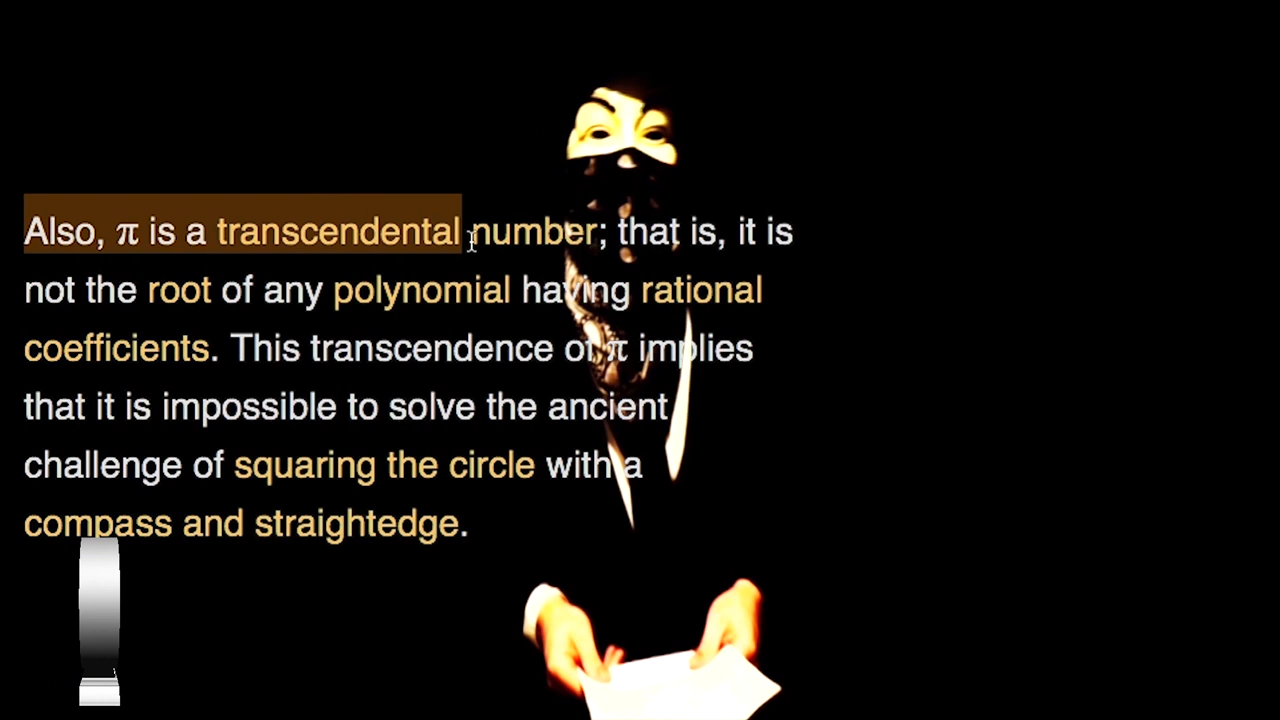 Also, π is a transcendental number; that is, it is
not the root of any polynomial having rational
coefficients. This transcendence of π implies
that it is impossible to solve the ancient
challenge of squaring the circle with a
compass and straightedge.